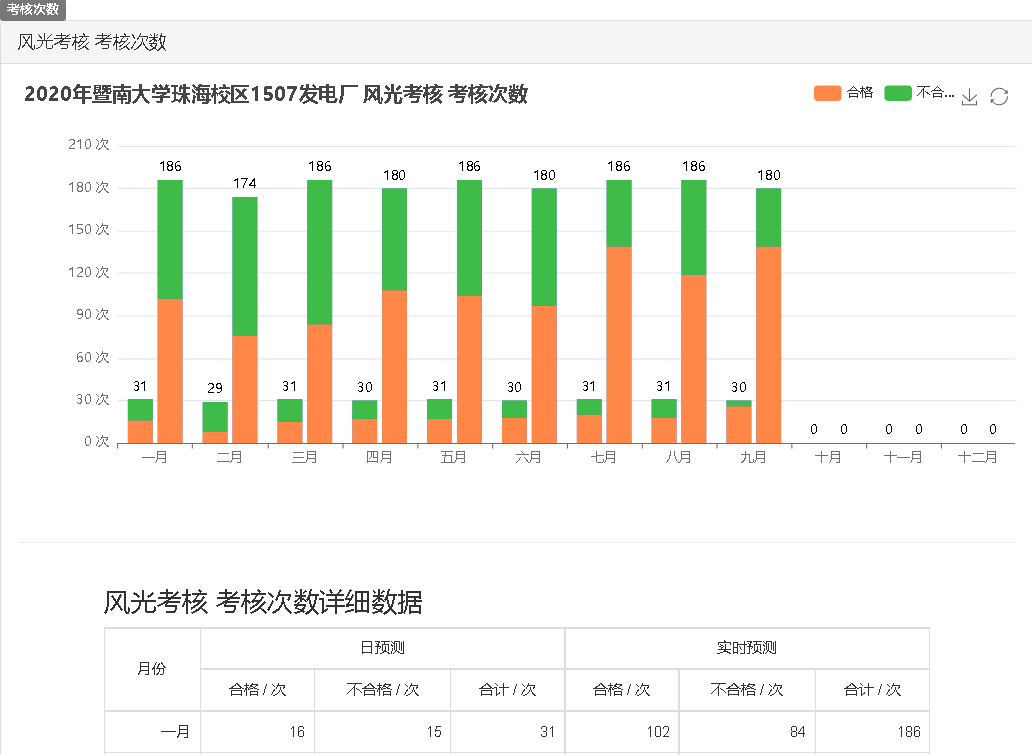 考核次数
风光考核 考核次数
2020年暨南大学珠海校区1507发电厂 风光考核 考核次数
合格 不合...
210 次
180 次
150 次
120 次
90 次
60 次
30 次
0 次
31 186 29 174 31 186 30 180 31 186 30 180 31 186 31 186 30 180 0 0 0 0 0 0
一月 二月 三月 四月 五月 六月 七月 八月 九月 十月 十一月 十二月
风光考核 考核次数详细数据
月份 日预测 实时预测
合格 / 次 不合格 / 次 合计 / 次 合格 / 次 不合格 / 次 合计 / 次
一月 16 15 31 102 84 186